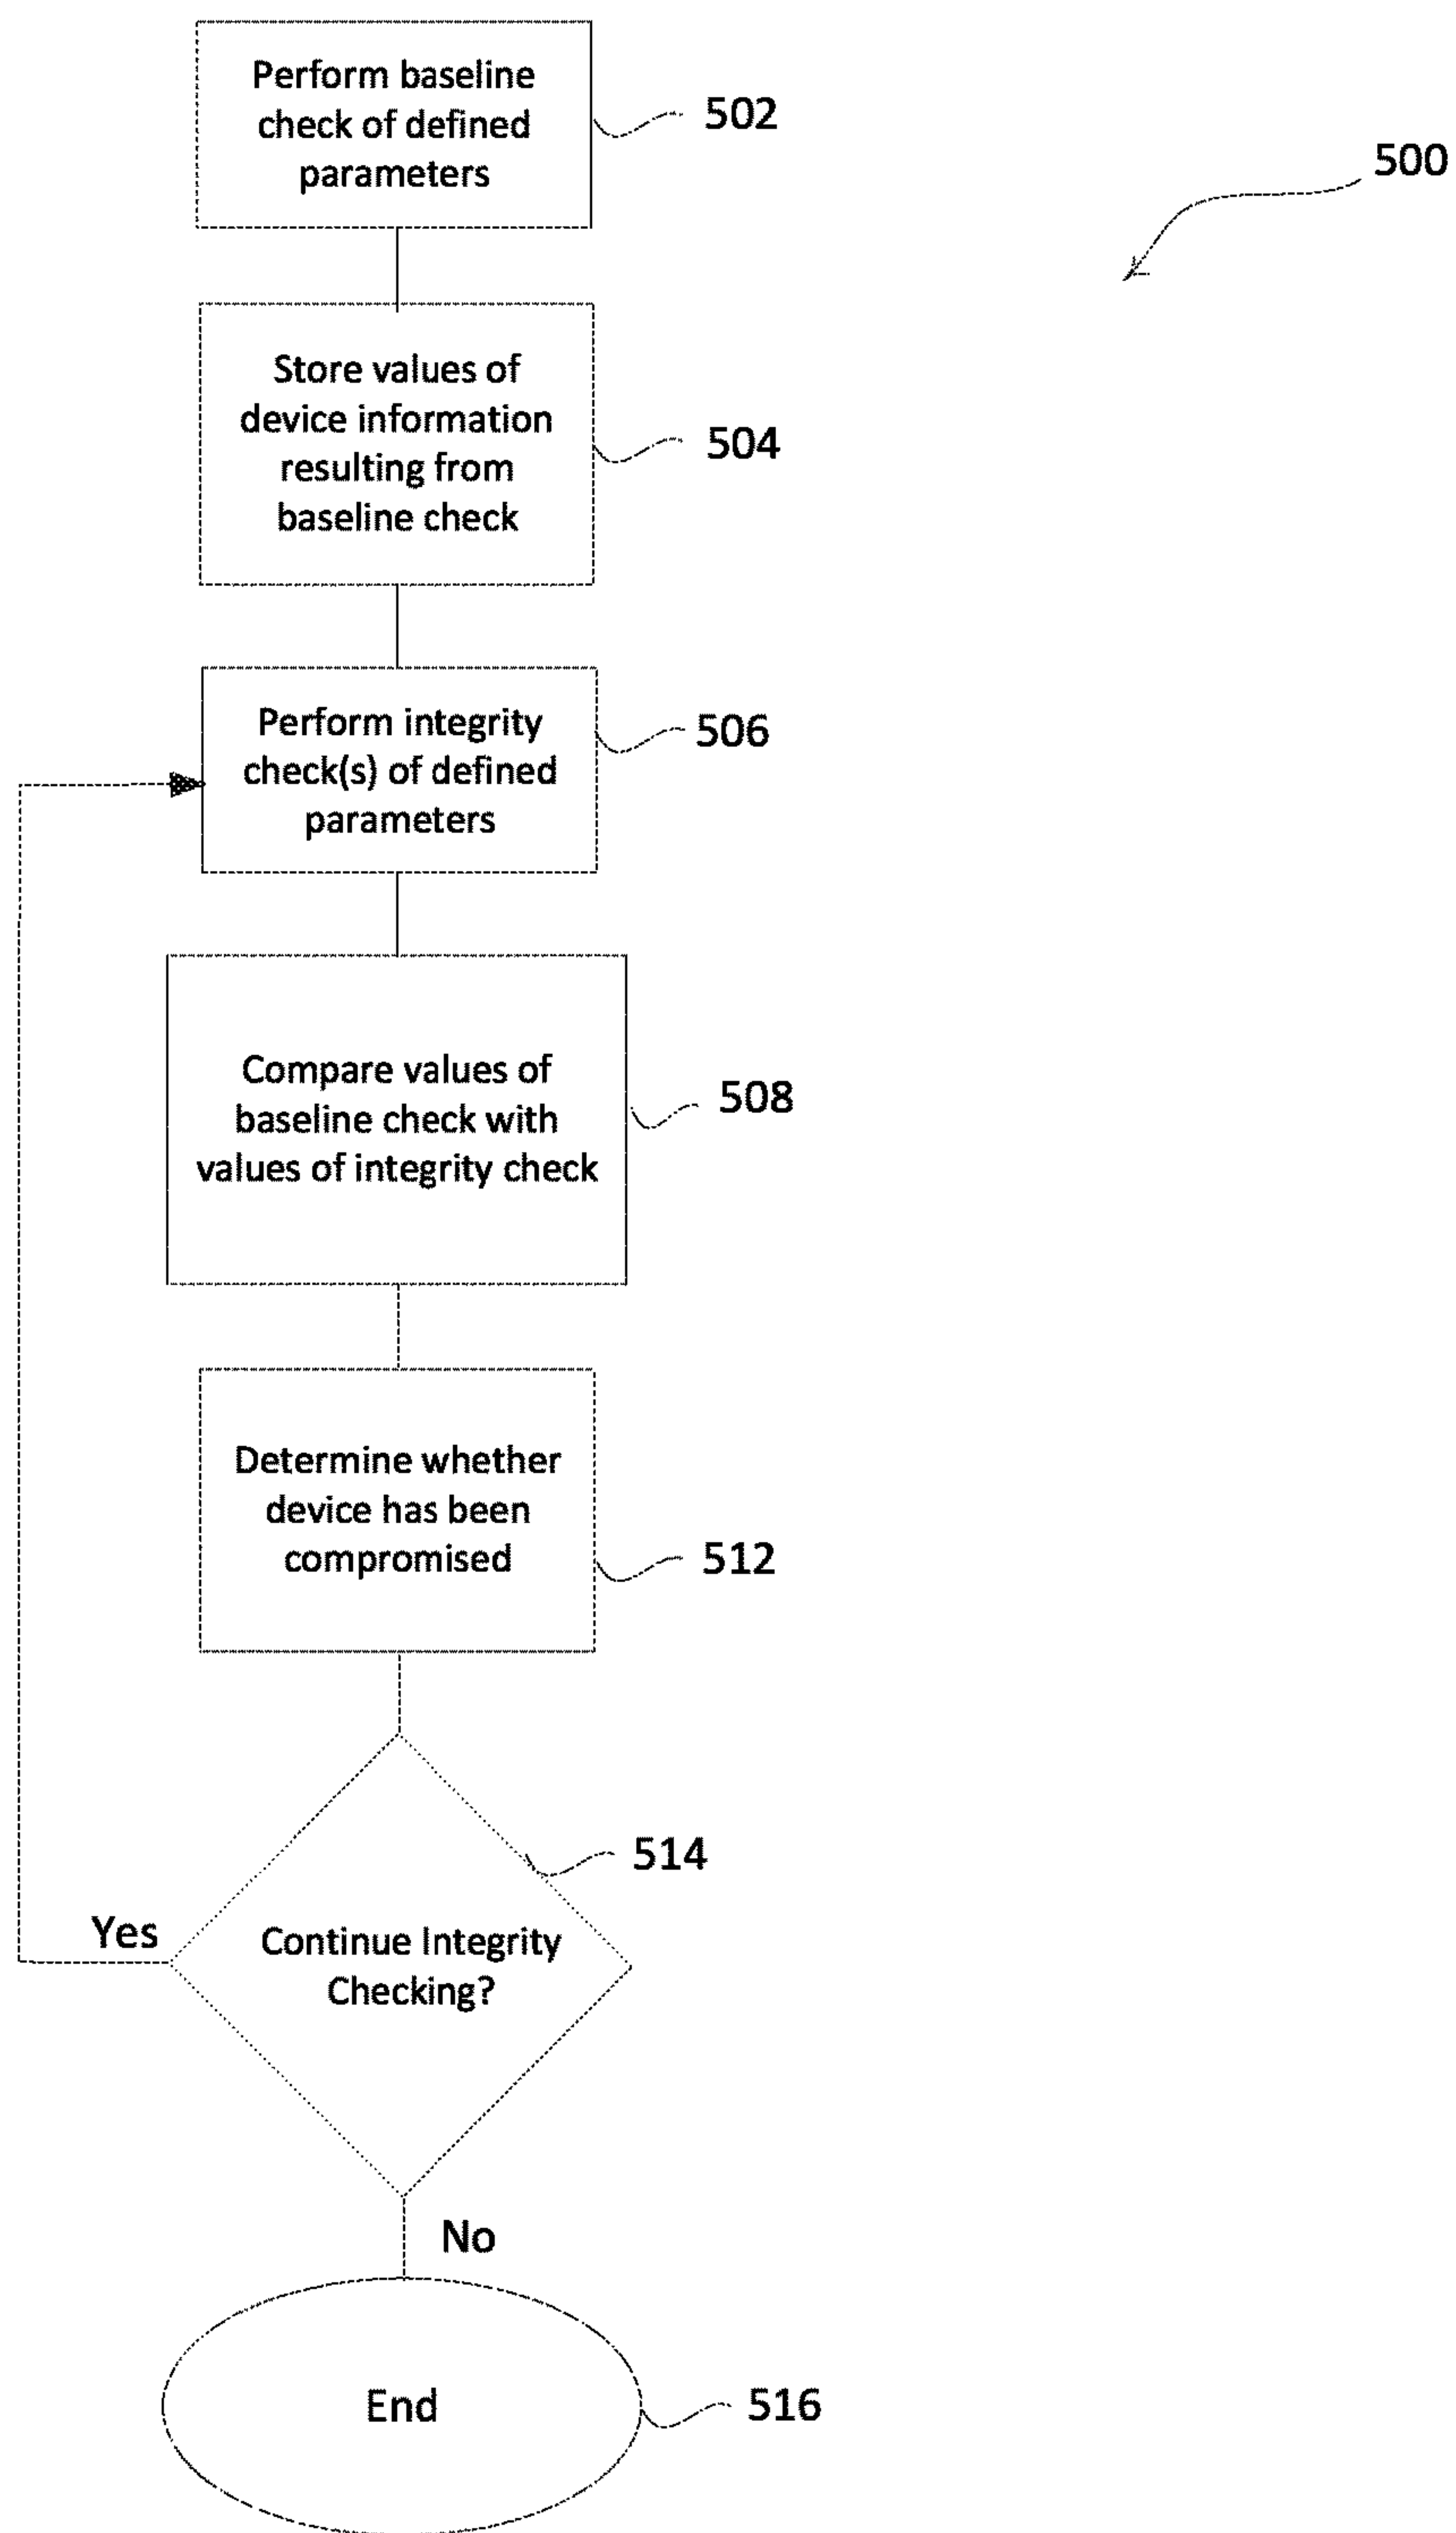 Perform baseline
check of defined
parameters
502
500
Store values of
device information
resulting from
baseline check
504
Perform integrity
check(s) of defined
parameters
506
Compare values of
baseline check with
values of integrity check
508
Determine whether
device has been
compromised
512
514
Yes
Continue Integrity
Checking?
No
End
516